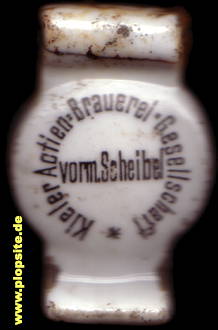 Kieler Actien-Brauerei-Gesellschaft *
vorm. Scheibel
www.plopsite.de ©